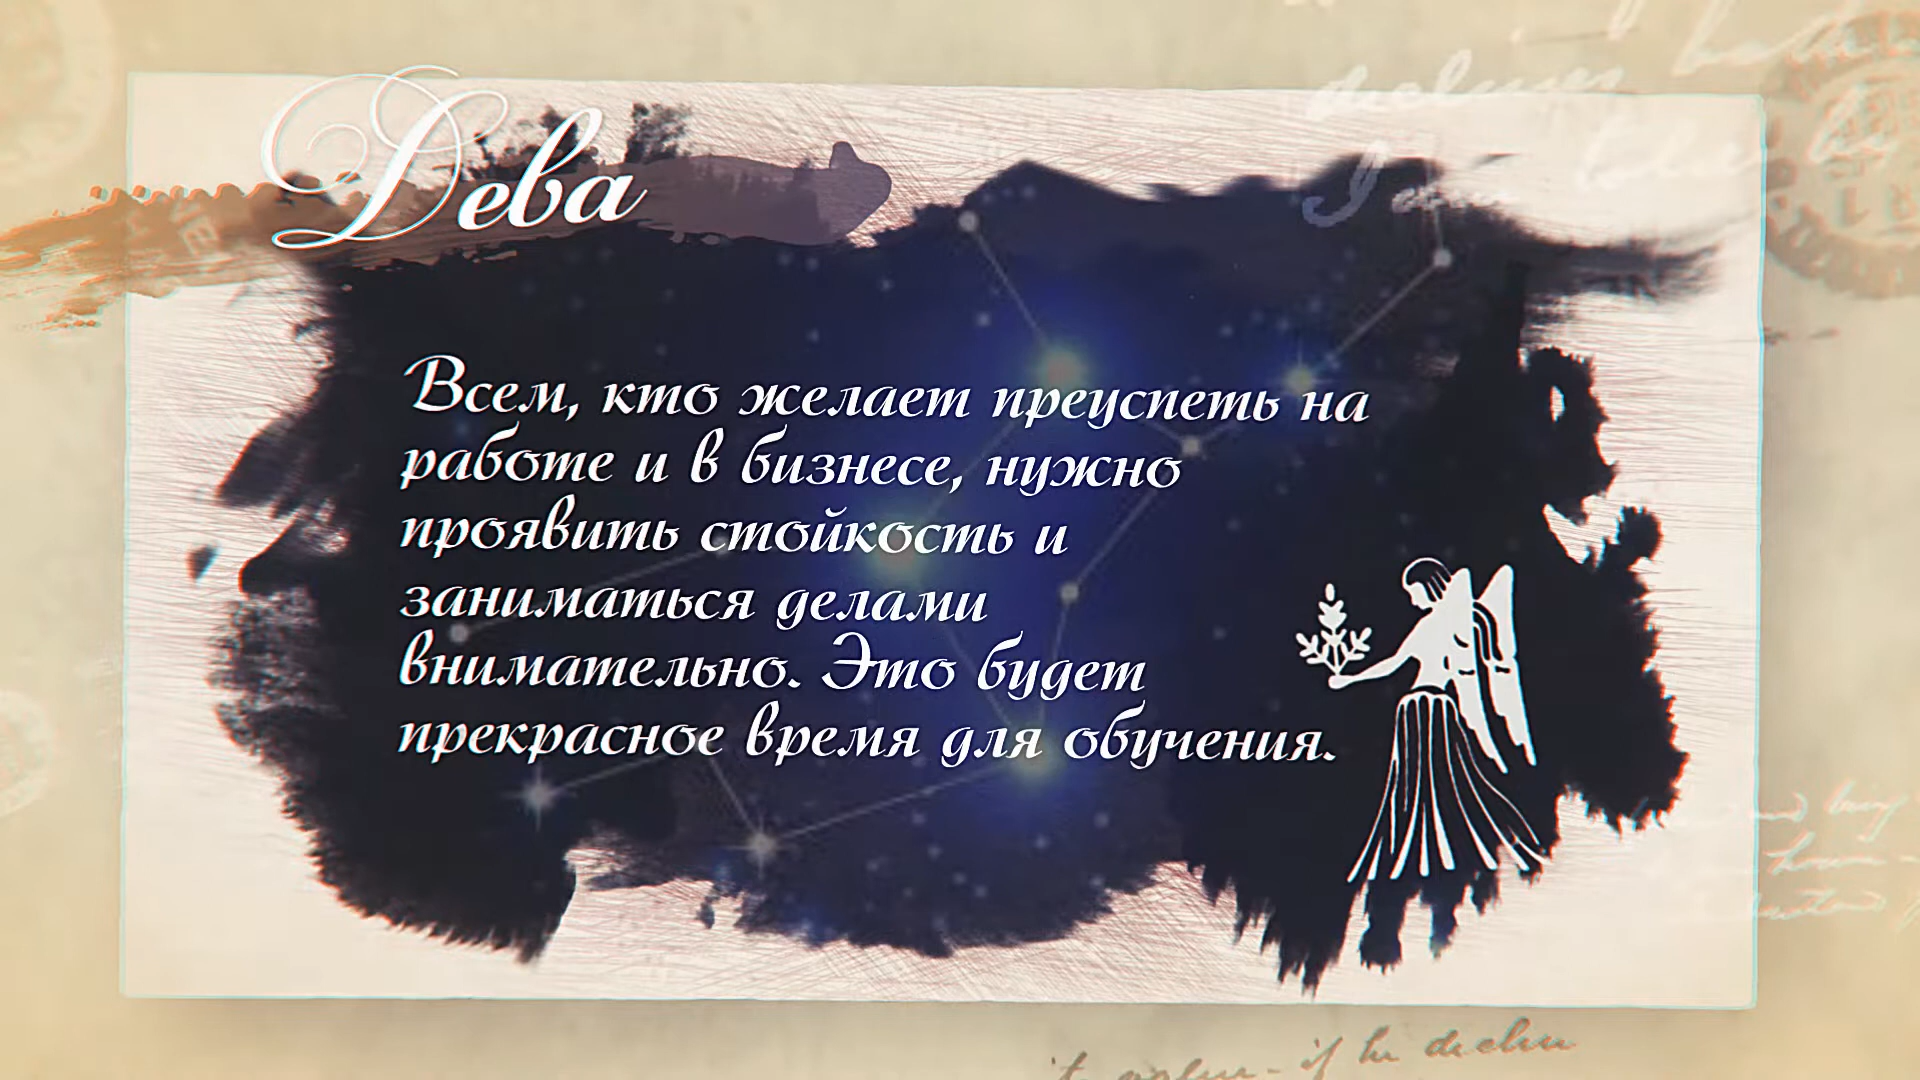 Дева
Всем, кто желает преуспеть на
работе и в бизнесе, нужно
проявить стойкость и
заниматься делами
внимательно. Это будет
прекрасное время для обучения.